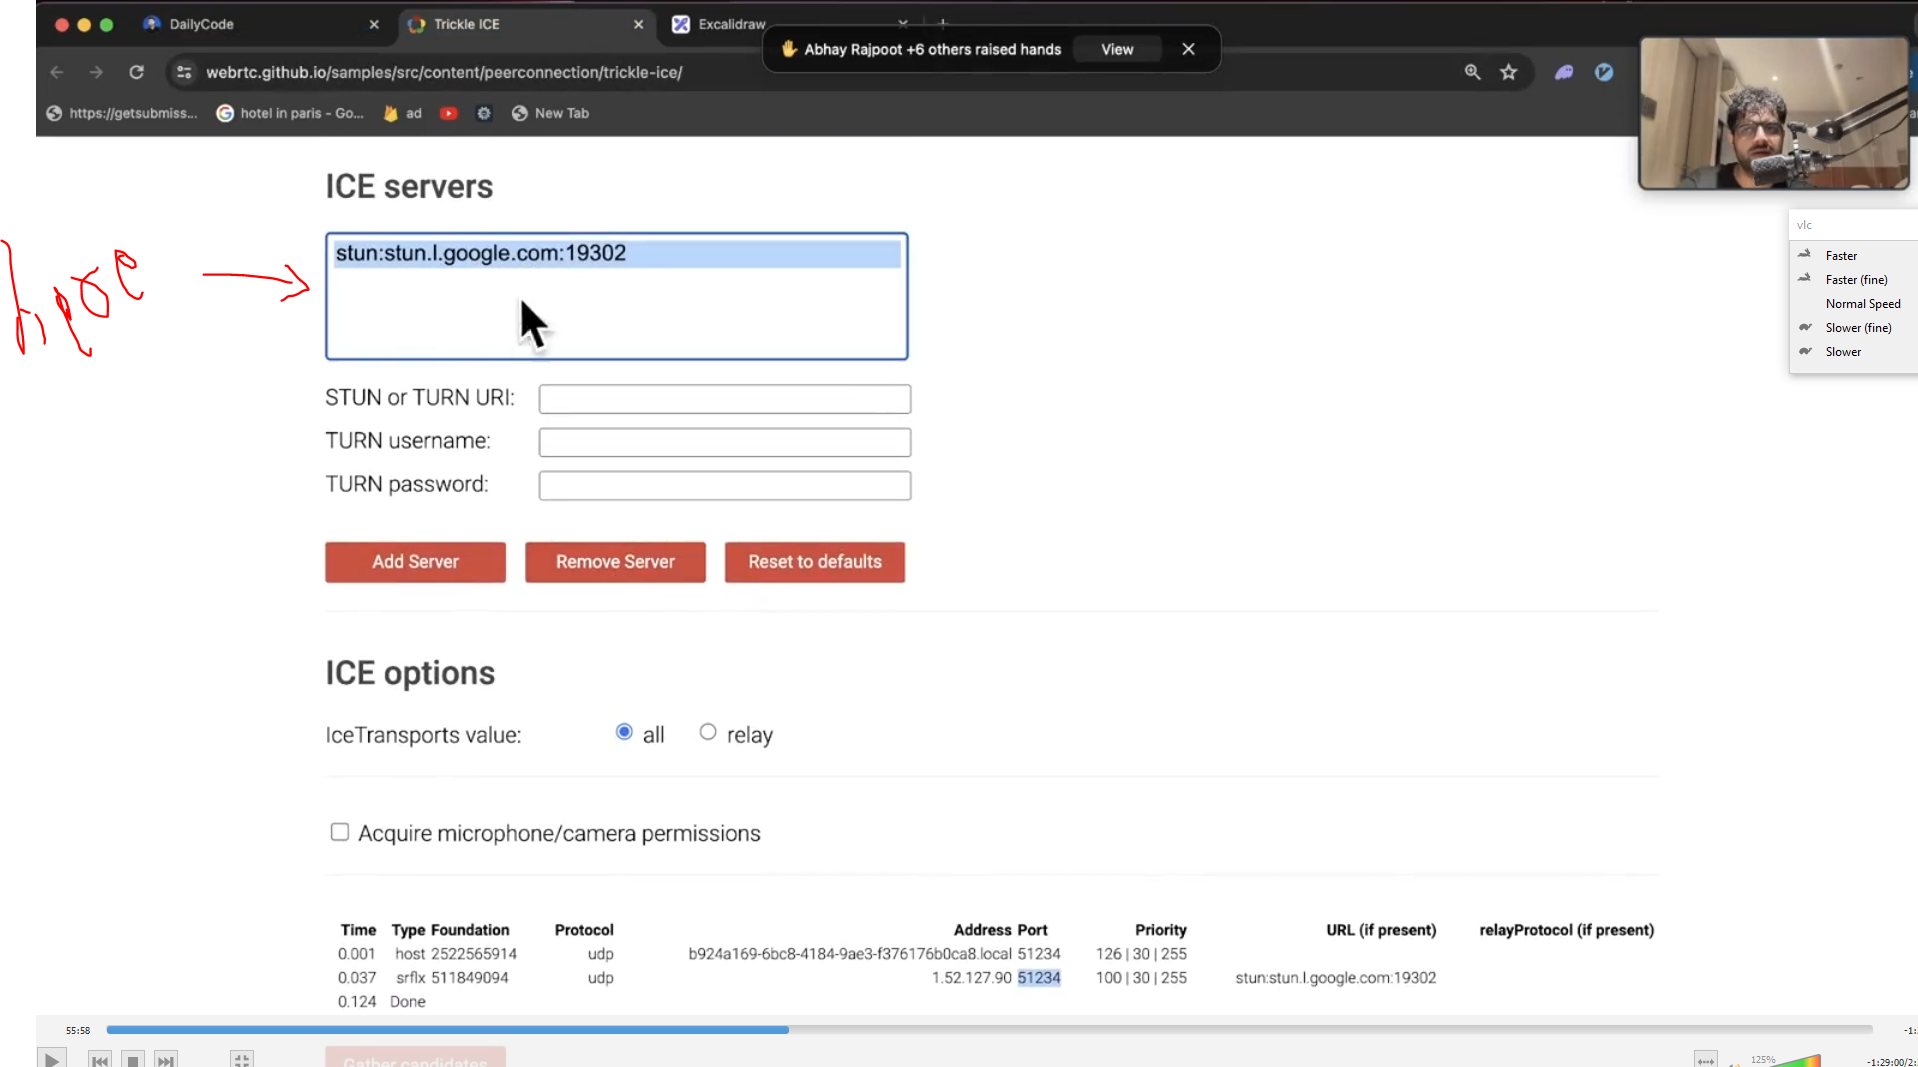 DailyCode
Trickle ICE
Excalidraw
Abhay Rajpoot +6 others raised hands
View
webrtc.github.io/samples/src/content/peerconnection/trickle-ice/
https://getsubmiss...
hotel in paris - Go...
ad
New Tab
ICE servers
stun:stun.l.google.com:19302
STUN or TURN URI:
TURN username:
TURN password:
Add Server Remove Server Reset to defaults
vlc
Faster
Faster (fine)
Normal Speed
Slower (fine)
Slower
ICE options
IceTransports value: all relay
Acquire microphone/camera permissions
Time Type Foundation Protocol Address Port Priority URL (if present) relayProtocol (if present)
0.001 host 2522565914 udp b924a169-6bc8-4184-9ae3-f376176b0ca8.local 51234 126 | 30 | 255
0.037 srflx 511849094 udp 1.52.127.90 51234 100 | 30 | 255 stun:stun.l.google.com:19302
0.124 Done
55:58
Gather candidates
125%
-1:29:00/2: